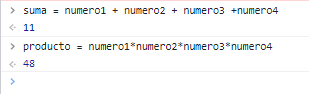 > suma = numero1 + numero2 + numero3 +numero4
< 11
> producto = numero1*numero2*numero3*numero4
< 48
>